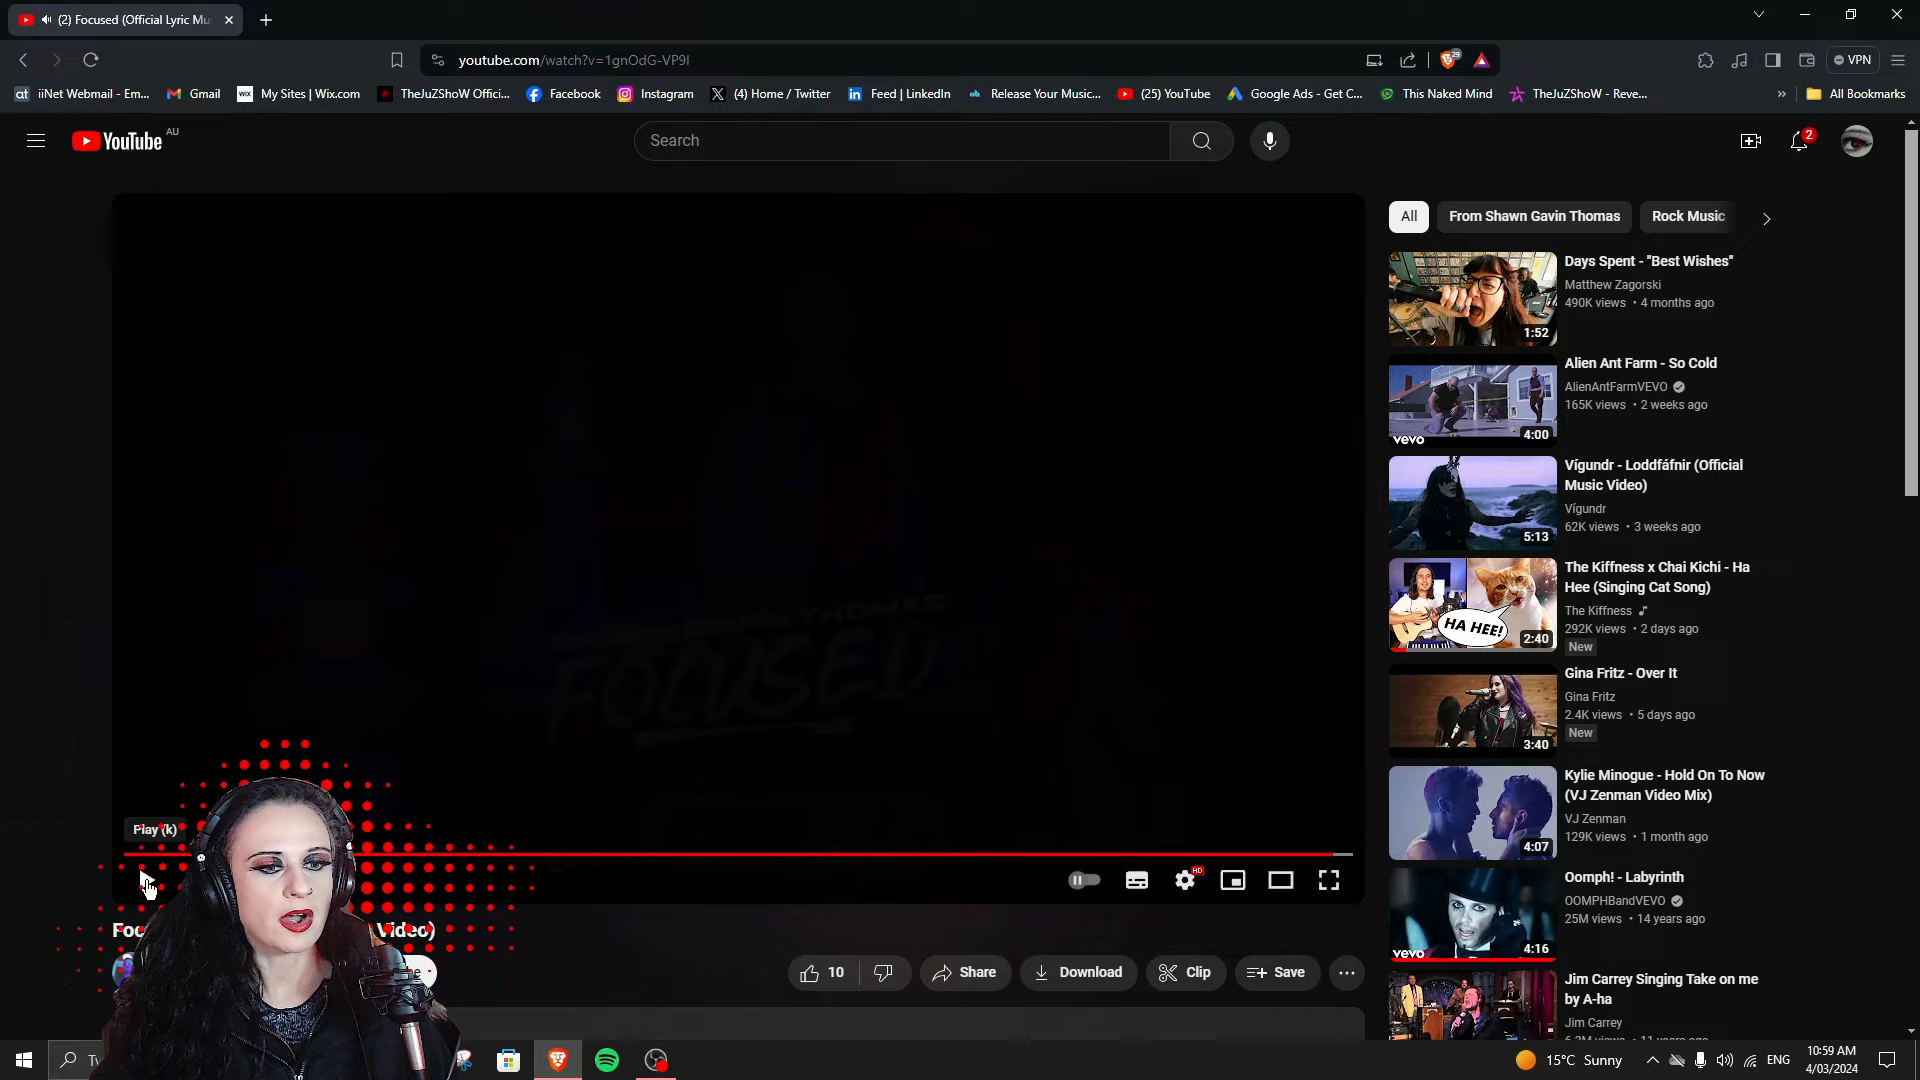 (2) Focused (Official Lyric Mu
youtube.com/watch?v=1gnOdG-VP9I
29
VPN
iiNet Webmail - Em...
Gmail
My Sites | Wix.com
TheJuZShoW Offici...
Facebook
Instagram
(4) Home / Twitter
Feed | LinkedIn
Release Your Music...
(25) YouTube
Google Ads - Get C...
This Naked Mind
TheJuZShoW - Reve...
All Bookmarks
YouTube AU
Search
2
All
From Shawn Gavin Thomas
Rock Music
Days Spent - "Best Wishes"
Matthew Zagorski
490K views • 4 months ago
1:52
Alien Ant Farm - So Cold
AlienAntFarmVEVO
165K views • 2 weeks ago
vevo
4:00
Vígundr - Loddfáfnir (Official
Music Video)
Vígundr
62K views • 3 weeks ago
5:13
The Kiffness x Chai Kichi - Ha
Hee (Singing Cat Song)
The Kiffness
292K views • 2 days ago
New
HA HEE!
2:40
Gina Fritz - Over It
Gina Fritz
2.4K views • 5 days ago
New
3:40
Kylie Minogue - Hold On To Now
(VJ Zenman Video Mix)
VJ Zenman
129K views • 1 month ago
4:07
Oomph! - Labyrinth
OOMPHBandVEVO
25M views • 14 years ago
vevo
4:16
Jim Carrey Singing Take on me
by A-ha
Jim Carrey
THOMAS
FOCUSED
Play (k)
HD
Foc
Video)
10
Share
Download
Clip
Save
15°C Sunny
ENG
10:59 AM
4/03/2024